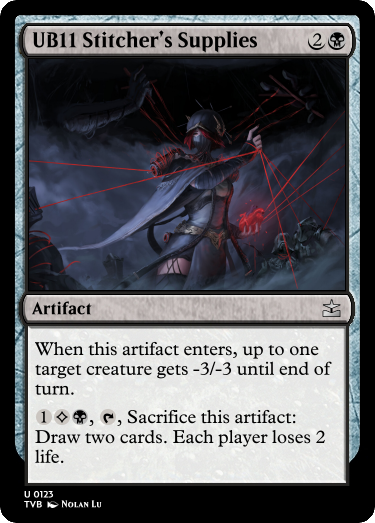 UB11 Stitcher's Supplies 2
Artifact
When this artifact enters, up to one
target creature gets -3/-3 until end of
turn.
1, Sacrifice this artifact:
Draw two cards. Each player loses 2
life.
U 0123
TVB Nolan Lu